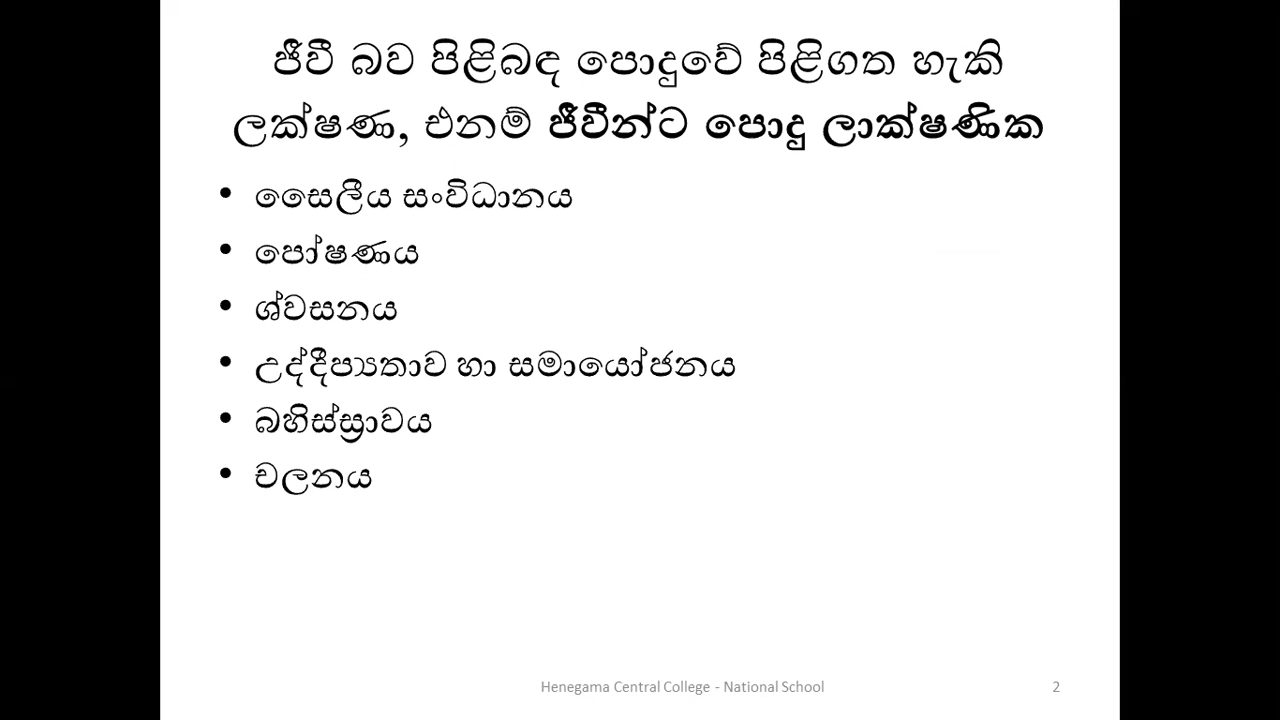 ජීවී බව පිළිබඳ පොදුවේ පිළිගත හැකි
ලක්ෂණ, එනම් ජීවීන්ට පොදු ලාක්ෂණික
• සෛලීය සංවිධානය
• පෝෂණය
• ශ්වසනය
• උද්දීප්‍යතාව හා සමායෝජනය
• බහිස්ස්‍රාවය
• චලනය
Henegama Central College - National School 2